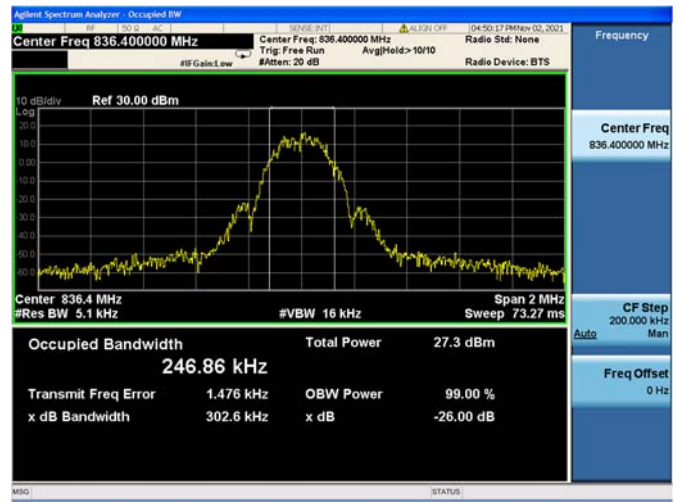 Agilent Spectrum Analyzer - Occupied BW
RF 50 Ω AC SENSE:INT ALIGN OFF 04:50:17 PM Nov 02, 2021
Center Freq 836.400000 MHz
Center Freq: 836.400000 MHz
Radio Std: None
Trig: Free Run Avg|Hold:>10/10
#IFGain:Low #Atten: 20 dB Radio Device: BTS
10 dB/div Ref 30.00 dBm
Log
20.0
10.0
0.00
-10.0
-20.0
-30.0
-40.0
-50.0
-60.0
Center 836.4 MHz Span 2 MHz
#Res BW 5.1 kHz #VBW 16 kHz Sweep 73.27 ms
Occupied Bandwidth Total Power 27.3 dBm
246.86 kHz
Transmit Freq Error 1.476 kHz OBW Power 99.00 %
x dB Bandwidth 302.6 kHz x dB -26.00 dB
MSG STATUS
Frequency
Center Freq
836.400000 MHz
CF Step
200.000 kHz
Auto Man
Freq Offset
0 Hz